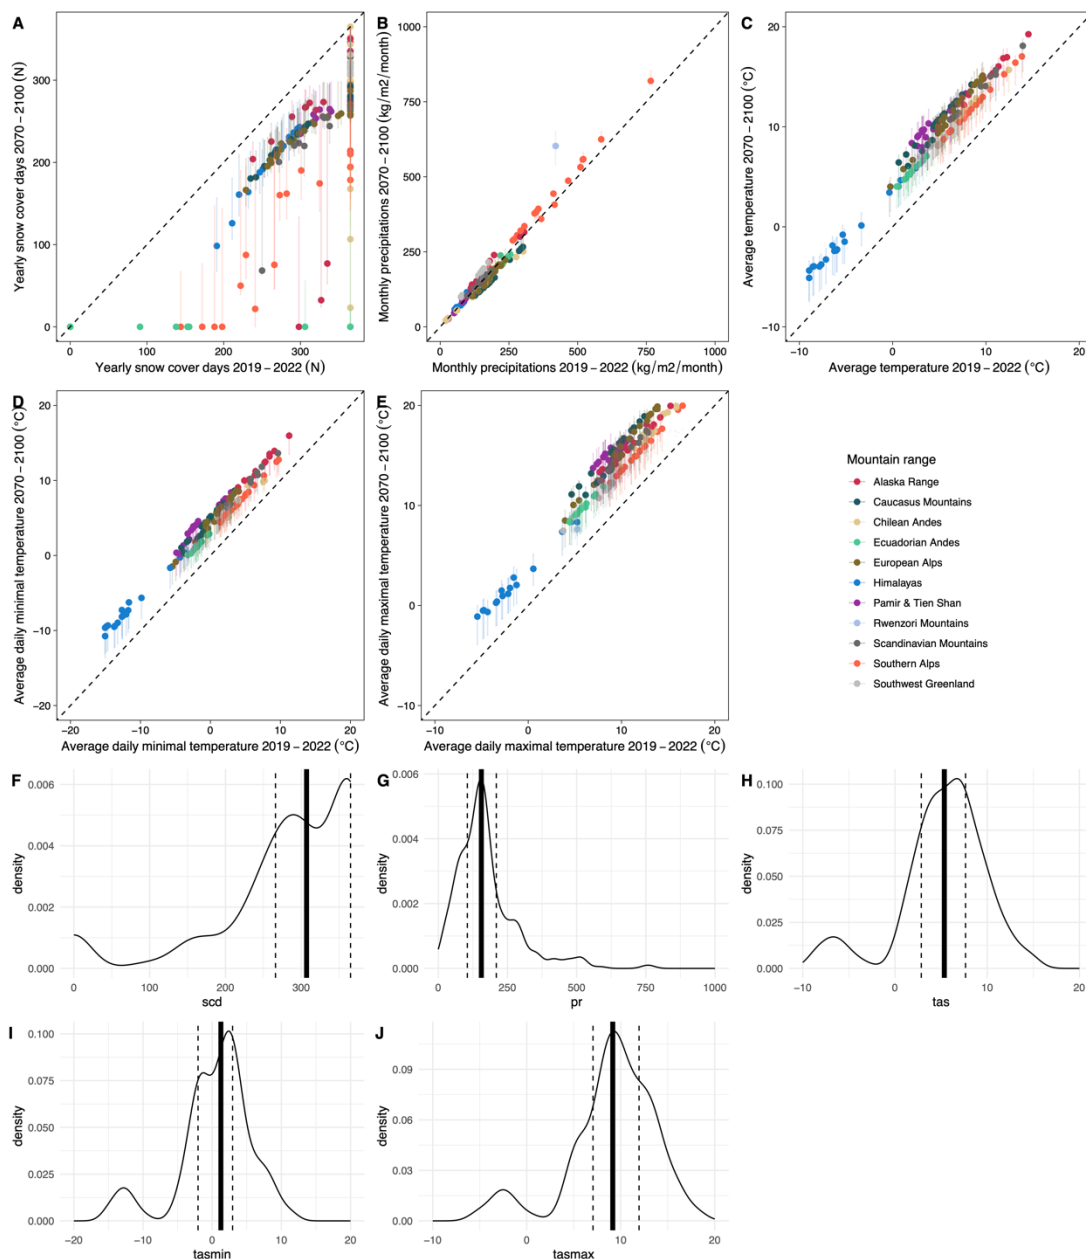 A
Yearly snow cover days 2070 – 2100 (N)
300
200
100
0
0
100
200
300
Yearly snow cover days 2019 – 2022 (N)
B
Monthly precipitations 2070 – 2100 (kg/m2/month)
1000
750
500
250
0
0
250
500
750
1000
Monthly precipitations 2019 – 2022 (kg/m2/month)
C
Average temperature 2070 – 2100 (°C)
20
10
0
−10
−10
0
10
20
Average temperature 2019 – 2022 (°C)
D
Average daily minimal temperature 2070 – 2100 (°C)
20
10
0
−10
−20
−20
−10
0
10
20
Average daily minimal temperature 2019 – 2022 (°C)
E
Average daily maximal temperature 2070 – 2100 (°C)
20
10
0
−10
−10
0
10
20
Average daily maximal temperature 2019 – 2022 (°C)
Mountain range
Alaska Range
Caucasus Mountains
Chilean Andes
Ecuadorian Andes
European Alps
Himalayas
Pamir & Tien Shan
Rwenzori Mountains
Scandinavian Mountains
Southern Alps
Southwest Greenland
F
density
0.006
0.004
0.002
0.000
0
100
200
300
scd
G
density
0.006
0.004
0.002
0.000
0
250
500
750
1000
pr
H
density
0.100
0.075
0.050
0.025
0.000
−10
0
10
20
tas
I
density
0.100
0.075
0.050
0.025
0.000
−20
−10
0
10
20
tasmin
J
density
0.09
0.06
0.03
0.00
−10
0
10
20
tasmax